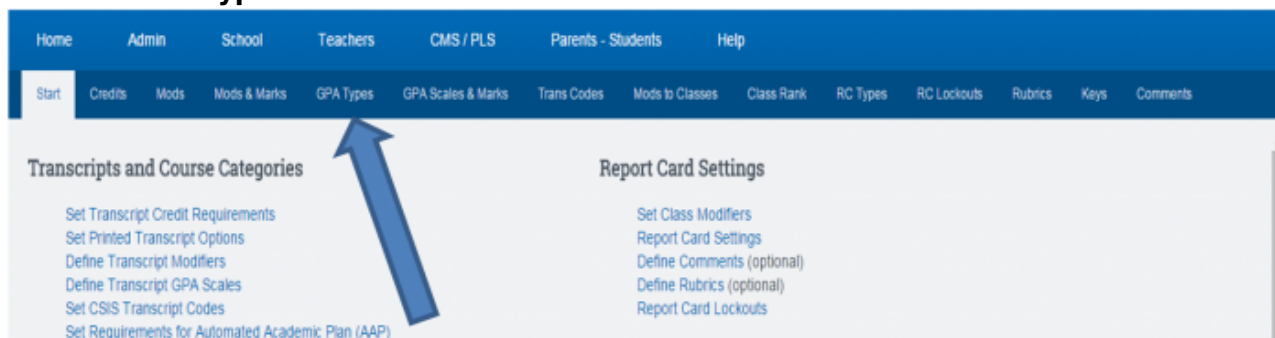 Home Admin School Teachers CMS / PLS Parents - Students Help
Start Credits Mods Mods & Marks GPA Types GPA Scales & Marks Trans Codes Mods to Classes Class Rank RC Types RC Lockouts Rubrics Keys Comments
Transcripts and Course Categories
Set Transcript Credit Requirements
Set Printed Transcript Options
Define Transcript Modifiers
Define Transcript GPA Scales
Set CSIS Transcript Codes
Set Requirements for Automated Academic Plan (AAP)
Report Card Settings
Set Class Modifiers
Report Card Settings
Define Comments (optional)
Define Rubrics (optional)
Report Card Lockouts